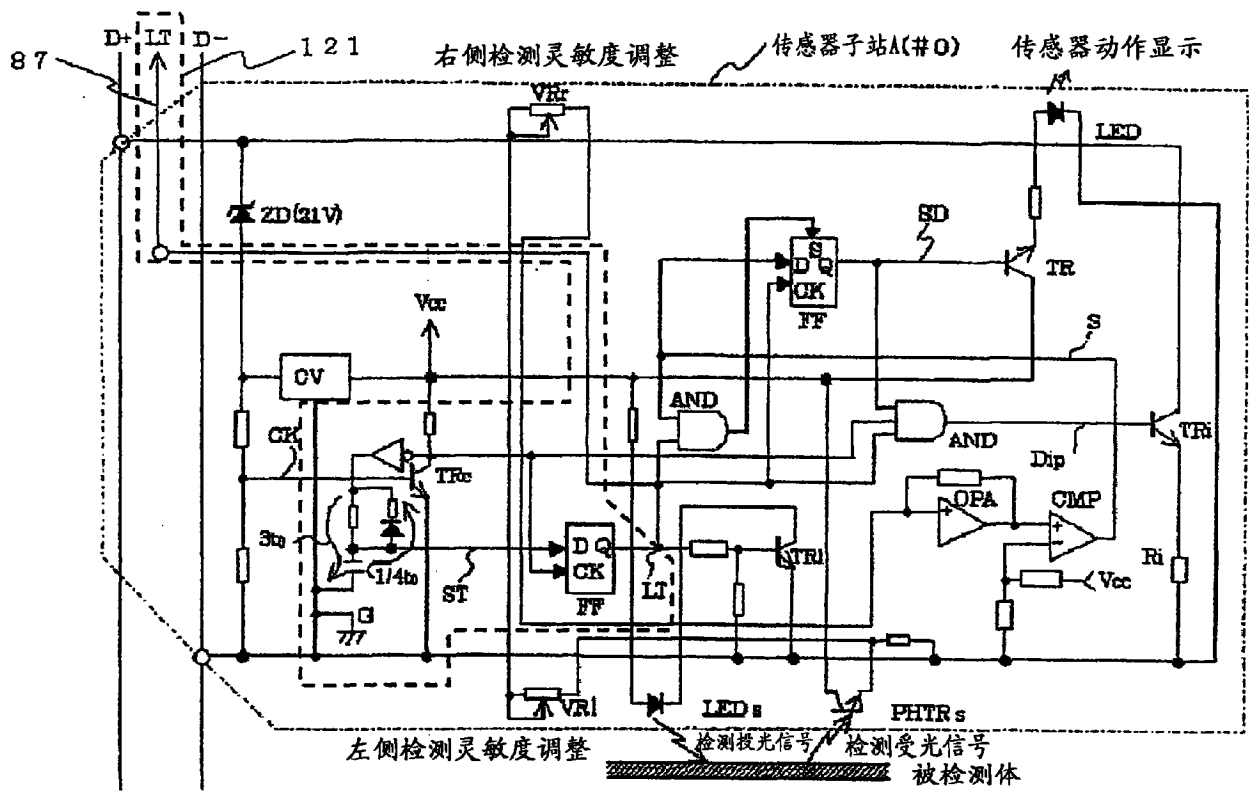 D+ LT D-
87
121
右侧检测灵敏度调整
传感器子站A(#0)
传感器动作显示
VRr
LED
ZD(21V)
SD
S
D Q
CK
FF
TR
Vcc
S
CV
AND
AND
CK
TRc
Dip
TRi
OPA
CMP
3to
1/4to
ST
D Q
CK
FF
LT
TRl
Vcc
Ri
G
VRl
LEDs
PHTRs
左侧检测灵敏度调整
检测投光信号
检测受光信号
被检测体